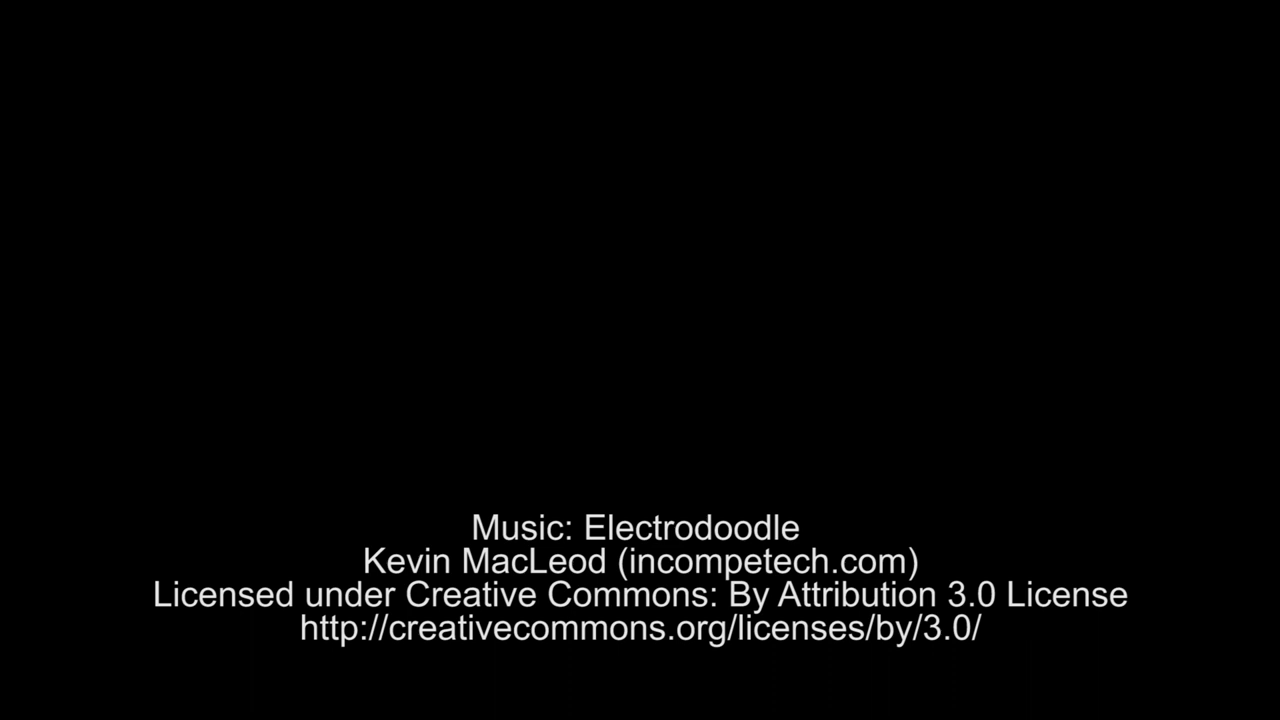 Music: Electrodoodle
Kevin MacLeod (incompetech.com)
Licensed under Creative Commons: By Attribution 3.0 License
http://creativecommons.org/licenses/by/3.0/